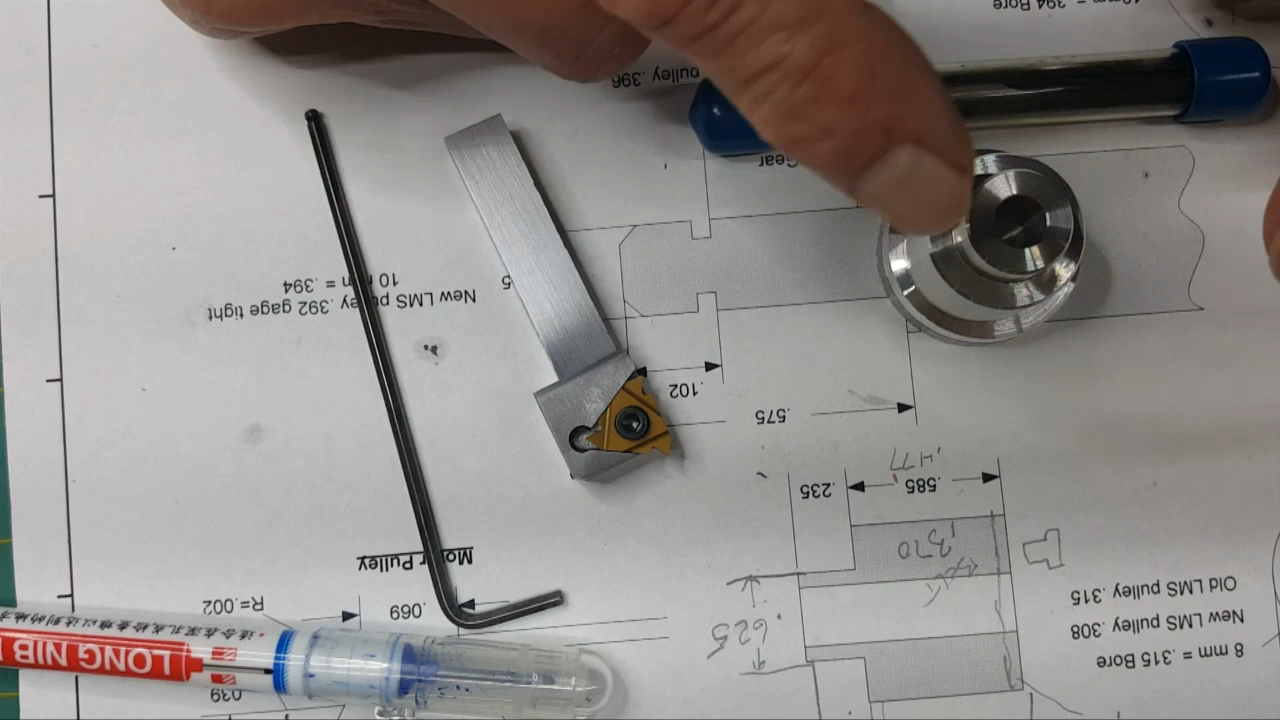 10mm = .394 Bore
pulley .396
Gear
10 mm = .394
New LMS pulley .392 gage tight
.102
.575
.477
.585
.235
.370
.625
Motor Pulley
R=.002
.069
.039
8 mm = .315 Bore
New LMS pulley .308
Old LMS pulley .315
LONG NIB